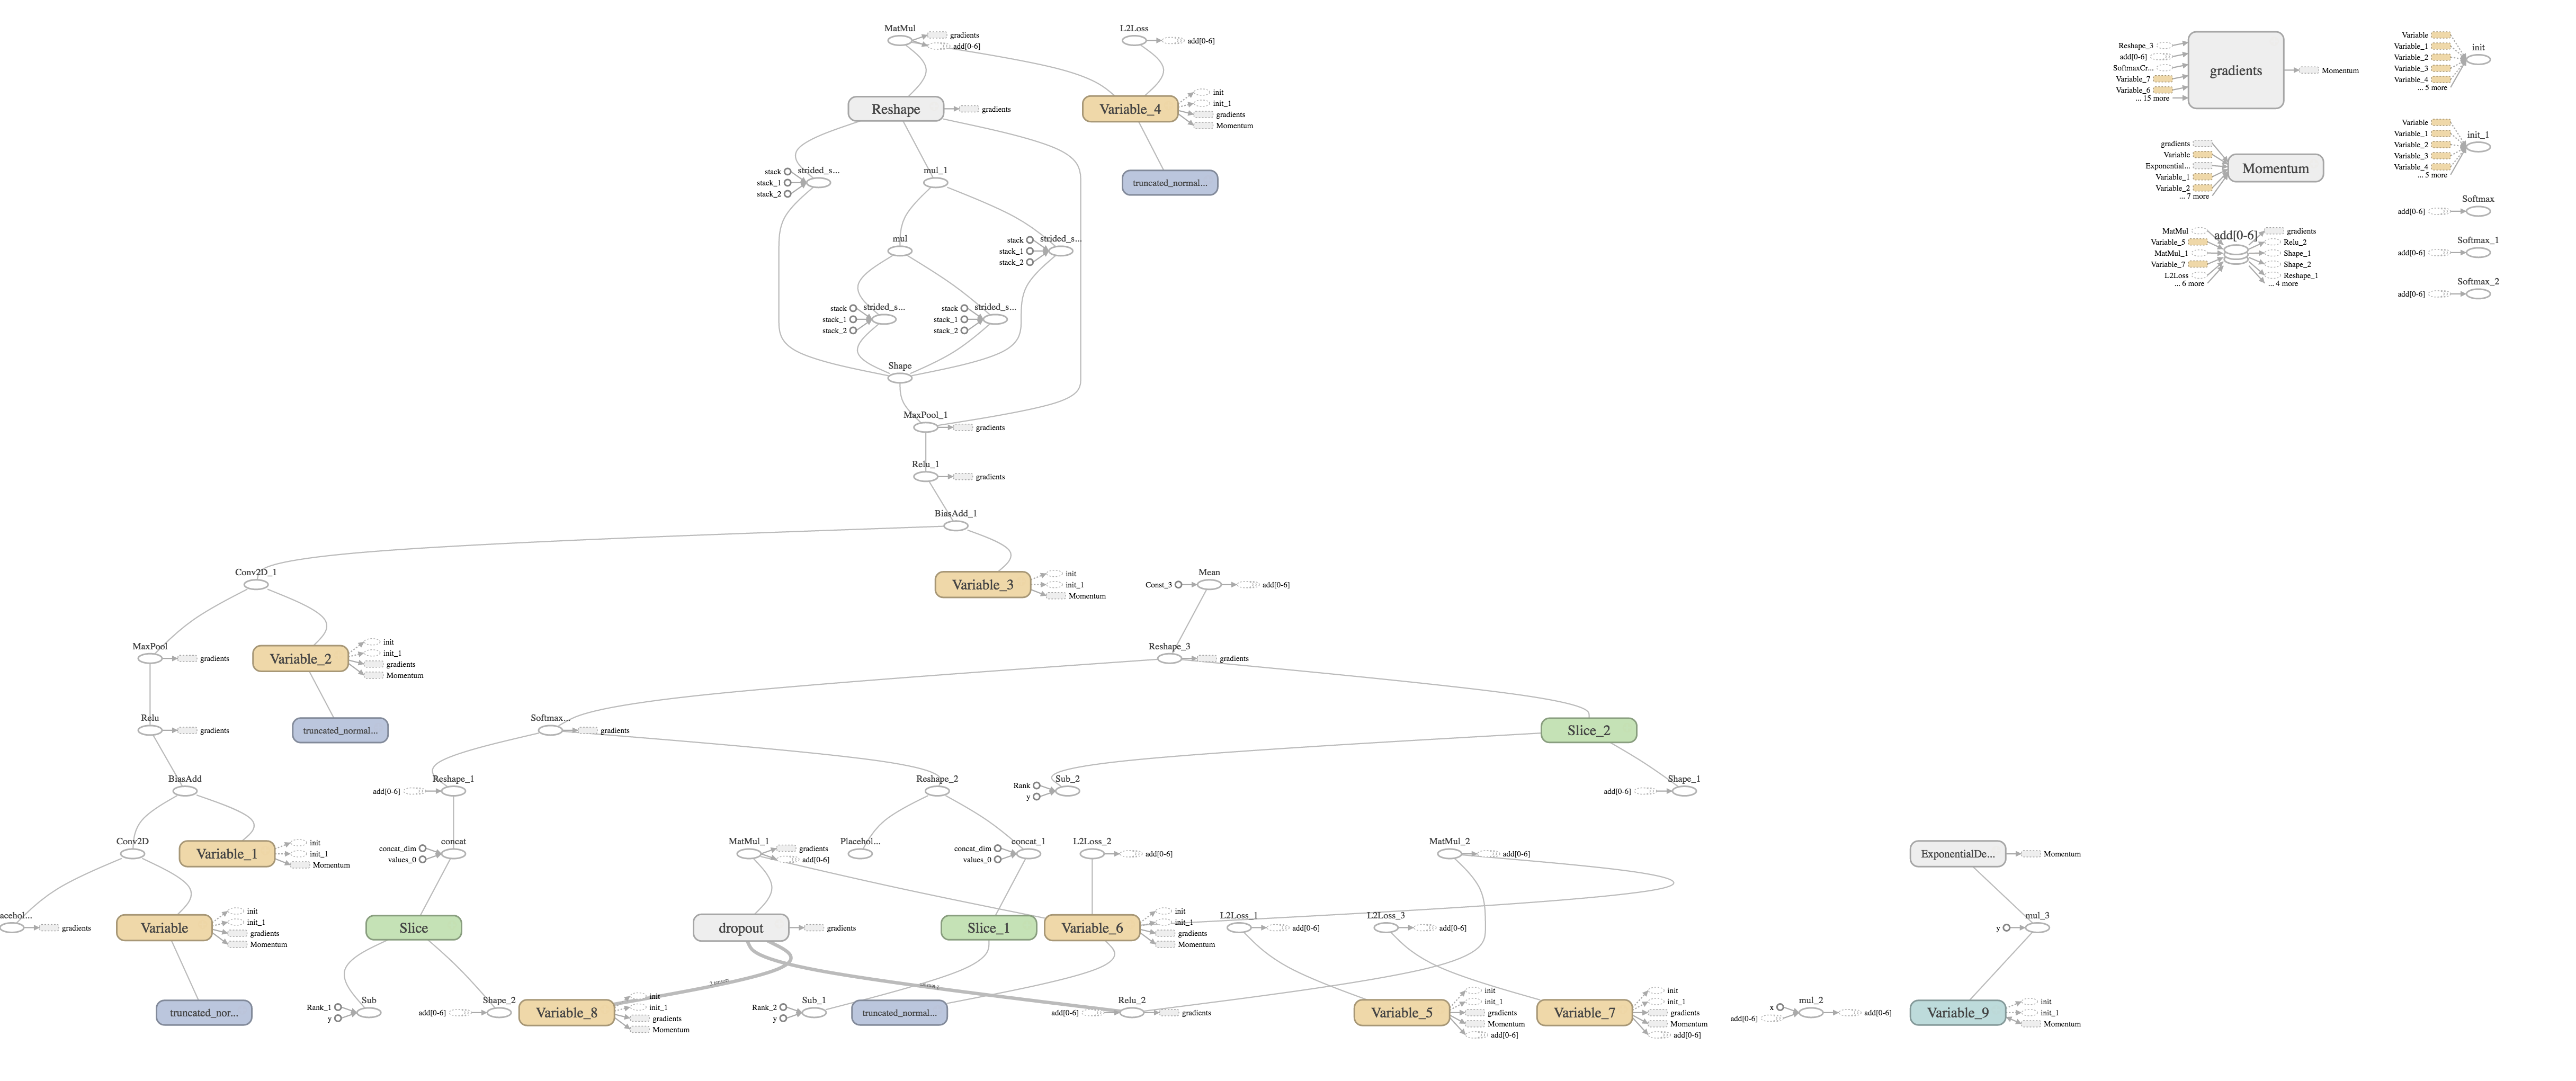 MatMul
gradients
add[0-6]
L2Loss
add[0-6]
Reshape
gradients
Variable_4
init
init_1
gradients
Momentum
stack
stack_1
stack_2
strided_s...
mul_1
truncated_normal...
mul
stack
stack_1
stack_2
strided_s...
stack
stack_1
stack_2
strided_s...
stack
stack_1
stack_2
strided_s...
Shape
MaxPool_1
gradients
Relu_1
gradients
BiasAdd_1
Conv2D_1
Variable_3
init
init_1
Momentum
Const_3
Mean
add[0-6]
MaxPool
gradients
Variable_2
init
init_1
gradients
Momentum
Reshape_3
gradients
Relu
gradients
truncated_normal...
Softmax...
gradients
Slice_2
BiasAdd
add[0-6]
Reshape_1
Reshape_2
Rank
y
Sub_2
add[0-6]
Shape_1
Conv2D
Variable_1
init
init_1
Momentum
concat_dim
values_0
concat
MatMul_1
gradients
add[0-6]
Placehol...
concat_dim
values_0
concat_1
L2Loss_2
add[0-6]
MatMul_2
add[0-6]
ExponentialDe...
Momentum
acehol...
gradients
Variable
init
init_1
gradients
Momentum
Slice
dropout
gradients
Slice_1
Variable_6
init
init_1
gradients
Momentum
L2Loss_1
add[0-6]
L2Loss_3
add[0-6]
y
mul_3
truncated_nor...
Rank_1
y
Sub
add[0-6]
Shape_2
Variable_8
init
init_1
gradients
Momentum
Rank_2
y
Sub_1
truncated_normal...
add[0-6]
Relu_2
gradients
Variable_5
init
init_1
gradients
Momentum
add[0-6]
Variable_7
init
init_1
gradients
Momentum
add[0-6]
x
add[0-6]
mul_2
add[0-6]
Variable_9
init
init_1
Momentum
Reshape_3
add[0-6]
SoftmaxCr...
Variable_7
Variable_6
... 15 more
gradients
Momentum
gradients
Variable
Exponential...
Variable_1
Variable_2
... 7 more
Momentum
MatMul
Variable_5
MatMul_1
Variable_7
L2Loss
... 6 more
add[0-6]
gradients
Relu_2
Shape_1
Shape_2
Reshape_1
... 4 more
Variable
Variable_1
Variable_2
Variable_3
Variable_4
... 5 more
init
Variable
Variable_1
Variable_2
Variable_3
Variable_4
... 5 more
init_1
Softmax
add[0-6]
Softmax_1
add[0-6]
Softmax_2
add[0-6]